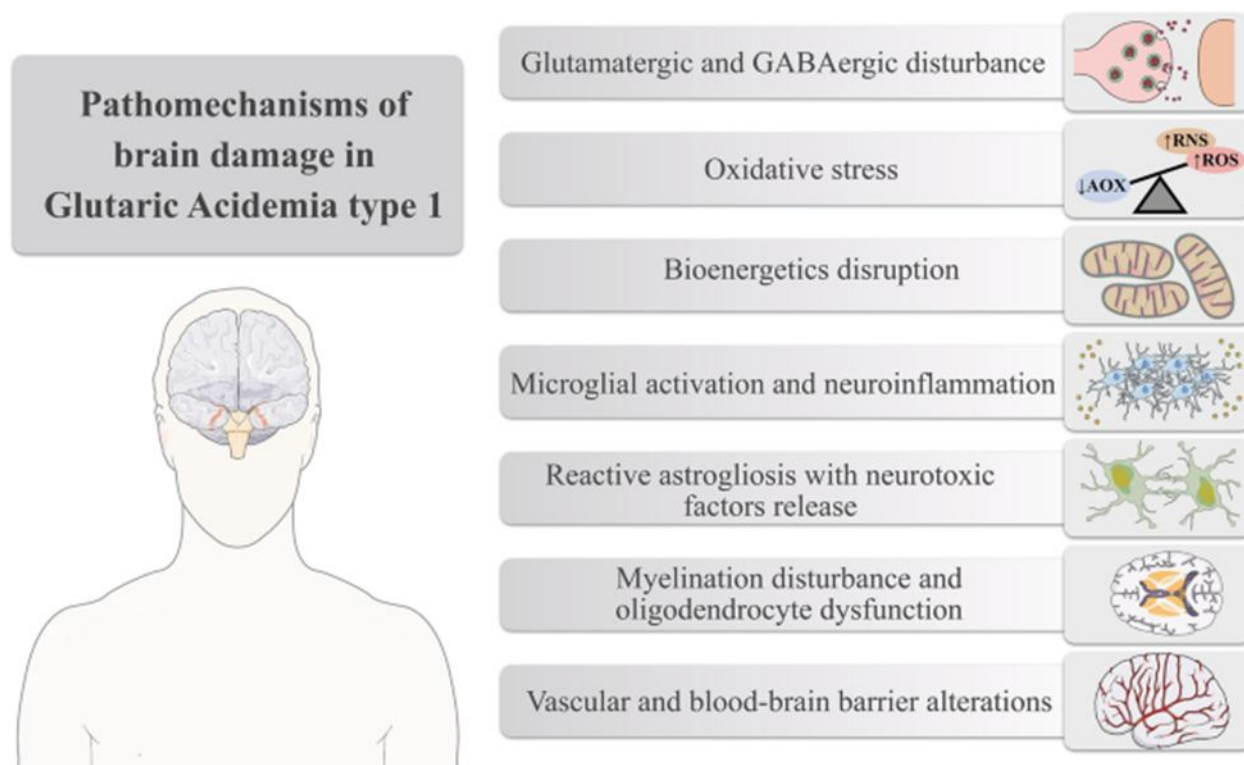 Pathomechanisms of
brain damage in
Glutaric Acidemia type 1
Glutamatergic and GABAergic disturbance
Oxidative stress
↑RNS
↑ROS
↓AOX
Bioenergetics disruption
Microglial activation and neuroinflammation
Reactive astrogliosis with neurotoxic
factors release
Myelination disturbance and
oligodendrocyte dysfunction
Vascular and blood-brain barrier alterations